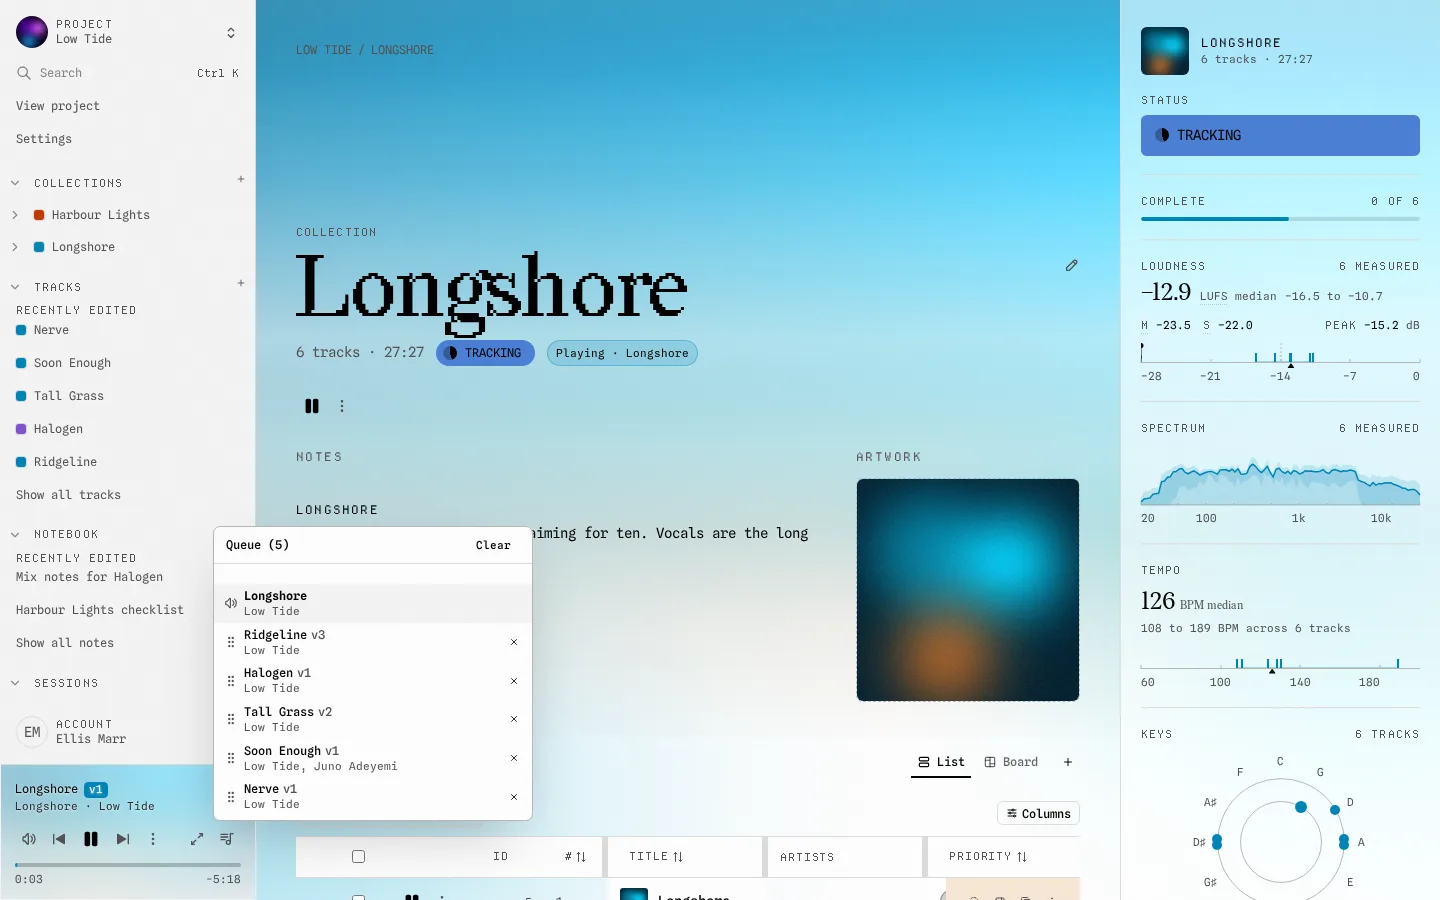 PROJECT
Low Tide
Search
Ctrl K
View project
Settings
COLLECTIONS
+
Harbour Lights
Longshore
TRACKS
+
RECENTLY EDITED
Nerve
Soon Enough
Tall Grass
Halogen
Ridgeline
Show all tracks
NOTEBOOK
RECENTLY EDITED
Mix notes for Halogen
Harbour Lights checklist
Show all notes
SESSIONS
EM
ACCOUNT
Ellis Marr
Longshore v1
Longshore · Low Tide
0:03
-5:18
LOW TIDE / LONGSHORE
COLLECTION
Longshore
6 tracks · 27:27
TRACKING
Playing · Longshore
NOTES
LONGSHORE
aiming for ten. Vocals are the long
ARTWORK
Queue (5)
Clear
Longshore
Low Tide
Ridgeline v3
Low Tide
Halogen v1
Low Tide
Tall Grass v2
Low Tide
Soon Enough v1
Low Tide, Juno Adeyemi
Nerve v1
Low Tide
List
Board
+
Columns
ID
#
TITLE
ARTISTS
PRIORITY
Longshore
LONGSHORE
6 tracks · 27:27
STATUS
TRACKING
COMPLETE
0 OF 6
LOUDNESS
6 MEASURED
-12.9 LUFS median -16.5 to -10.7
M -23.5 S -22.0
PEAK -15.2 dB
-28 -21 -14 -7 0
SPECTRUM
6 MEASURED
20 100 1k 10k
TEMPO
126 BPM median
108 to 189 BPM across 6 tracks
60 100 140 180
KEYS
6 TRACKS
C
F
G
A♯
D
D♯
A
G♯
E